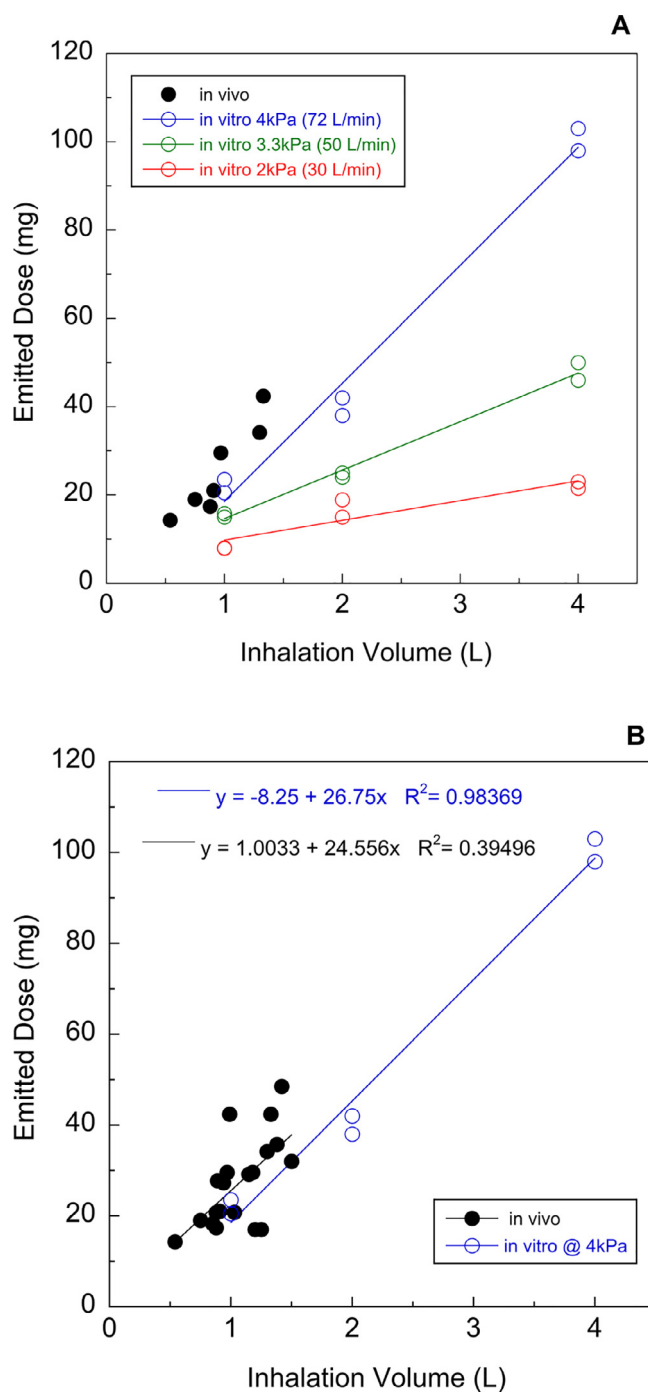 A
120
100
80
60
40
20
0
Emitted Dose (mg)
in vivo
in vitro 4kPa (72 L/min)
in vitro 3.3kPa (50 L/min)
in vitro 2kPa (30 L/min)
0 1 2 3 4
Inhalation Volume (L)
B
120
100
80
60
40
20
0
Emitted Dose (mg)
y = -8.25 + 26.75x R²= 0.98369
y = 1.0033 + 24.556x R²= 0.39496
in vivo
in vitro @ 4kPa
0 1 2 3 4
Inhalation Volume (L)